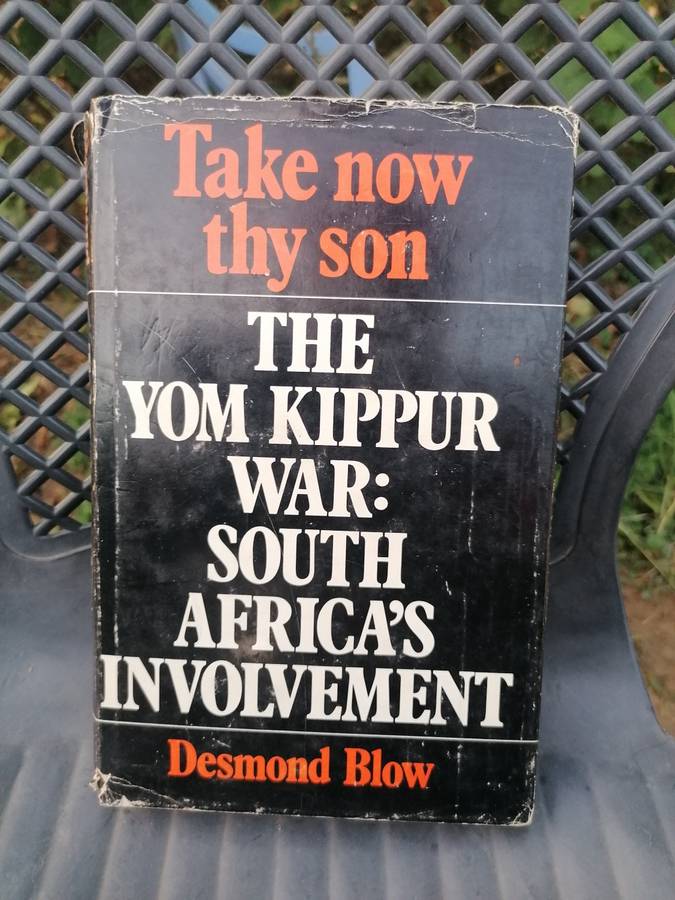 Take now
thy son
THE
YOM KIPPUR
WAR:
SOUTH
AFRICA'S
INVOLVEMENT
Desmond Blow